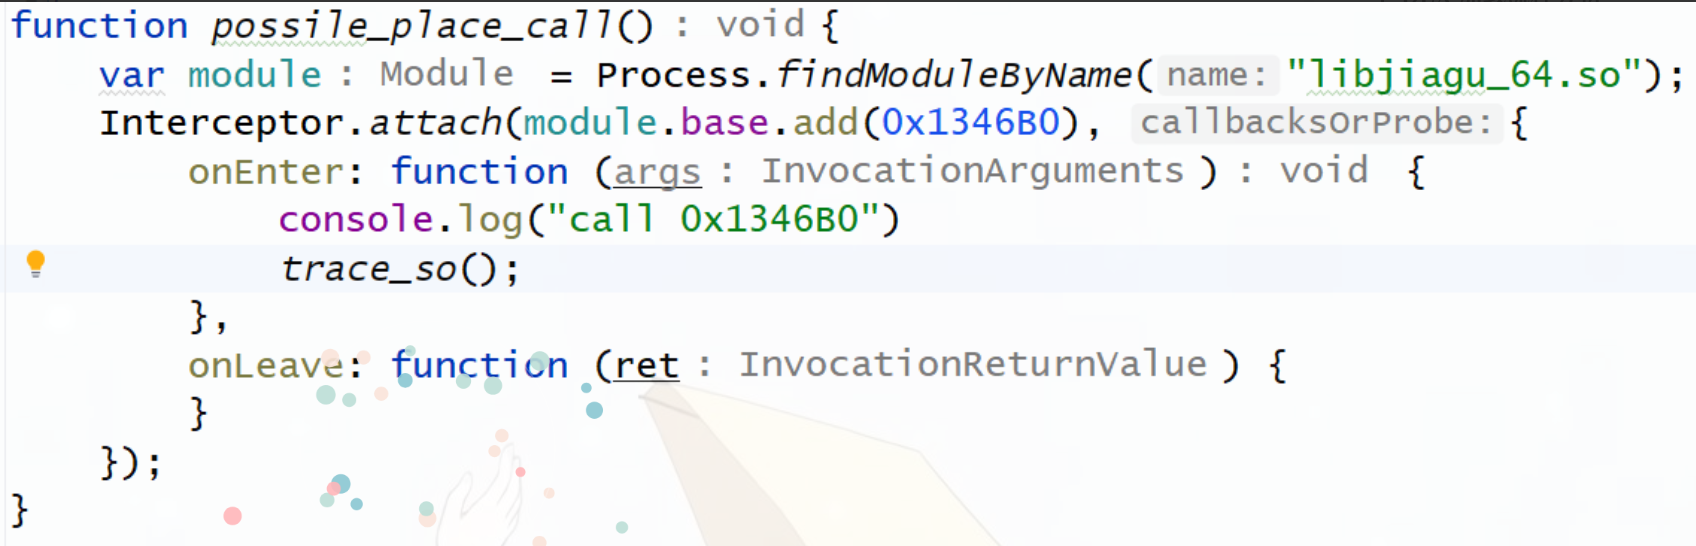 function possile_place_call() : void {
var module : Module = Process.findModuleByName( name: "libjiagu_64.so");
Interceptor.attach(module.base.add(0x1346B0), callbacksOrProbe: {
onEnter: function (args : InvocationArguments ) : void {
console.log("call 0x1346B0")
trace_so();
},
onLeave: function (ret : InvocationReturnValue ) {
}
});
}